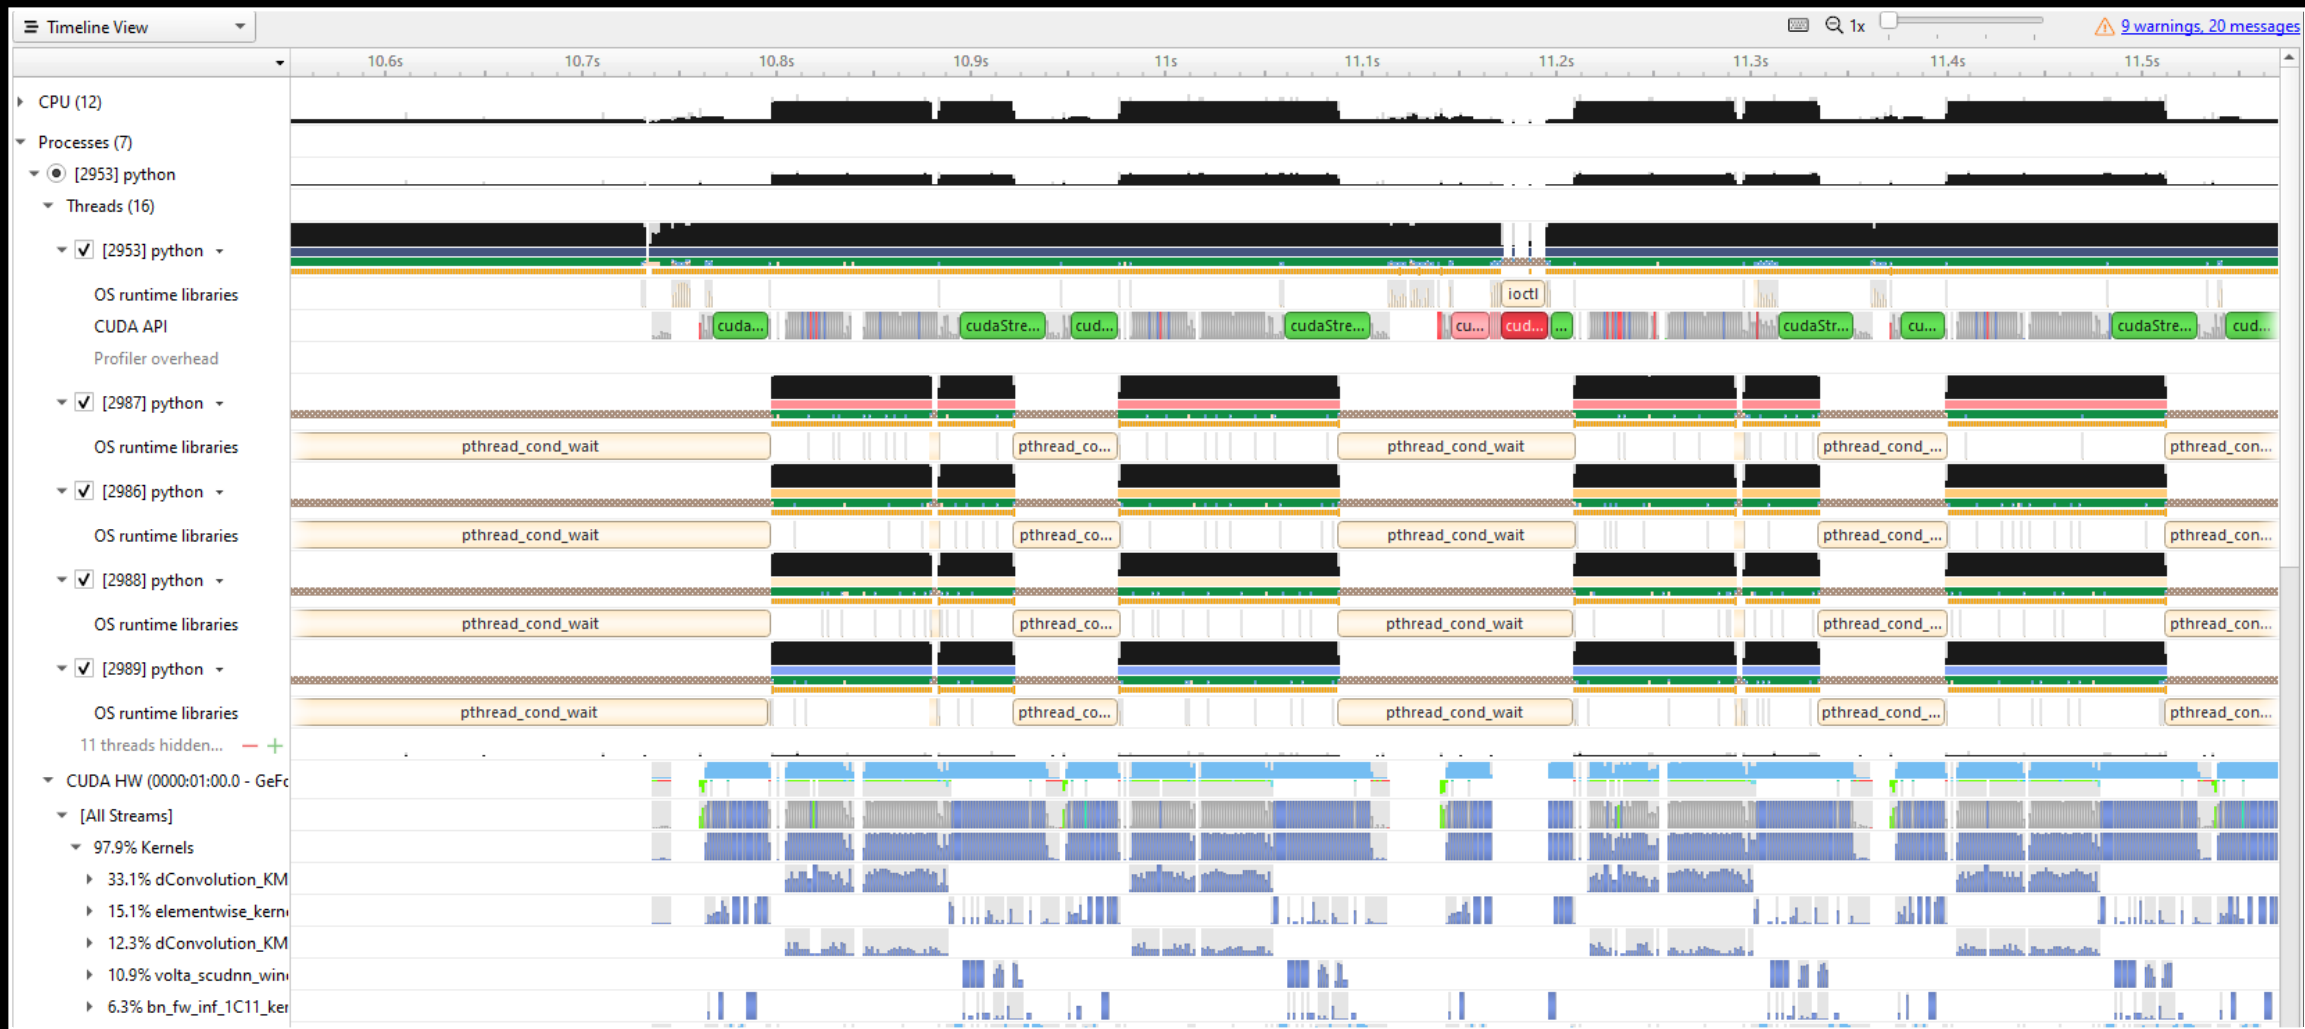 Timeline View
1x
9 warnings, 20 messages
10.6s 10.7s 10.8s 10.9s 11s 11.1s 11.2s 11.3s 11.4s 11.5s
CPU (12)
Processes (7)
[2953] python
Threads (16)
[2953] python
OS runtime libraries ioctl
CUDA API cuda... cudaStre... cud... cudaStre... cu... cud... ... cudaStr... cu... cudaStre... cud...
Profiler overhead
[2987] python
OS runtime libraries pthread_cond_wait pthread_co... pthread_cond_wait pthread_cond_... pthread_con...
[2986] python
OS runtime libraries pthread_cond_wait pthread_co... pthread_cond_wait pthread_cond_... pthread_con...
[2988] python
OS runtime libraries pthread_cond_wait pthread_co... pthread_cond_wait pthread_cond_... pthread_con...
[2989] python
OS runtime libraries pthread_cond_wait pthread_co... pthread_cond_wait pthread_cond_... pthread_con...
11 threads hidden...
CUDA HW (0000:01:00.0 - GeFc
[All Streams]
97.9% Kernels
33.1% dConvolution_KM
15.1% elementwise_kern
12.3% dConvolution_KM
10.9% volta_scudnn_win
6.3% bn_fw_inf_1C11_ker